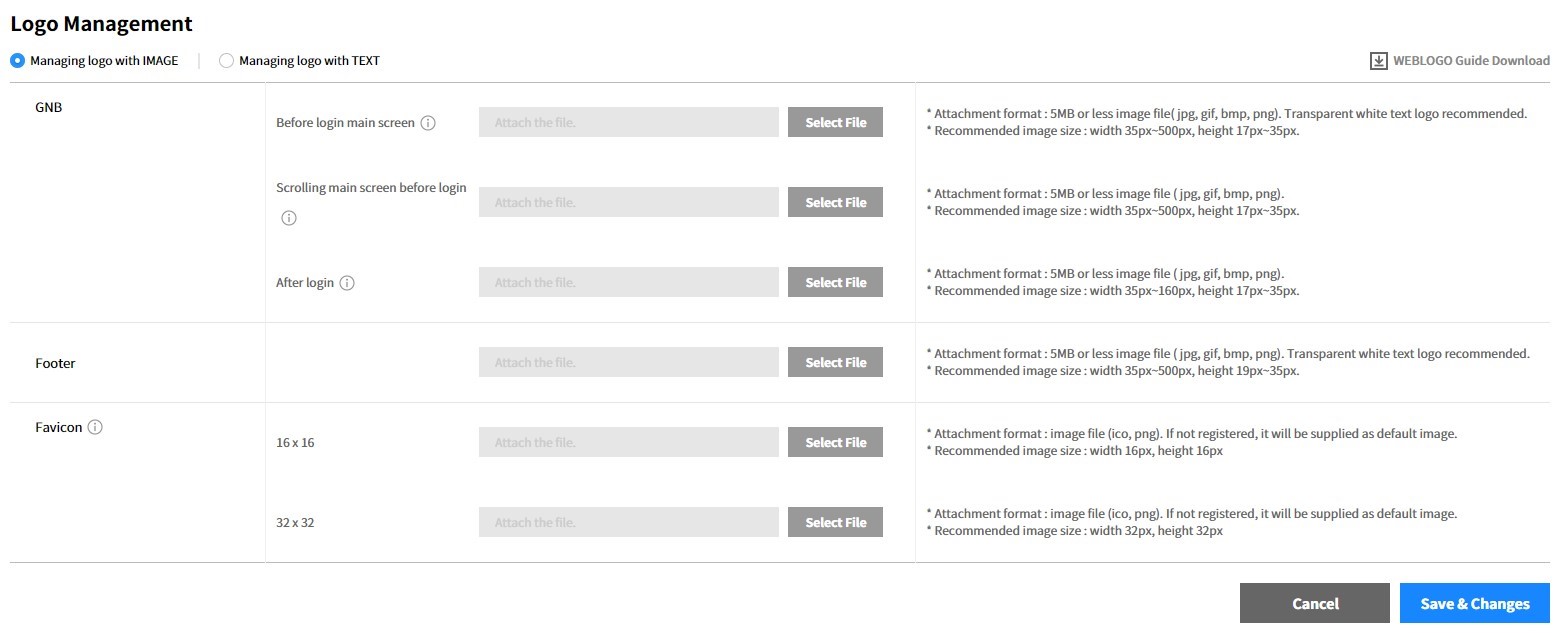 Logo Management
Managing logo with IMAGE
Managing logo with TEXT
WEBLOGO Guide Download
GNB
Before login main screen
Attach the file.
Select File
* Attachment format : 5MB or less image file( jpg, gif, bmp, png). Transparent white text logo recommended.
* Recommended image size : width 35px~500px, height 17px~35px.
Scrolling main screen before login
Attach the file.
Select File
* Attachment format : 5MB or less image file ( jpg, gif, bmp, png).
* Recommended image size : width 35px~500px, height 17px~35px.
After login
Attach the file.
Select File
* Attachment format : 5MB or less image file ( jpg, gif, bmp, png).
* Recommended image size : width 35px~160px, height 17px~35px.
Footer
Attach the file.
Select File
* Attachment format : 5MB or less image file ( jpg, gif, bmp, png). Transparent white text logo recommended.
* Recommended image size : width 35px~500px, height 19px~35px.
Favicon
16 x 16
Attach the file.
Select File
* Attachment format : image file (ico, png). If not registered, it will be supplied as default image.
* Recommended image size : width 16px, height 16px
32 x 32
Attach the file.
Select File
* Attachment format : image file (ico, png). If not registered, it will be supplied as default image.
* Recommended image size : width 32px, height 32px
Cancel
Save & Changes